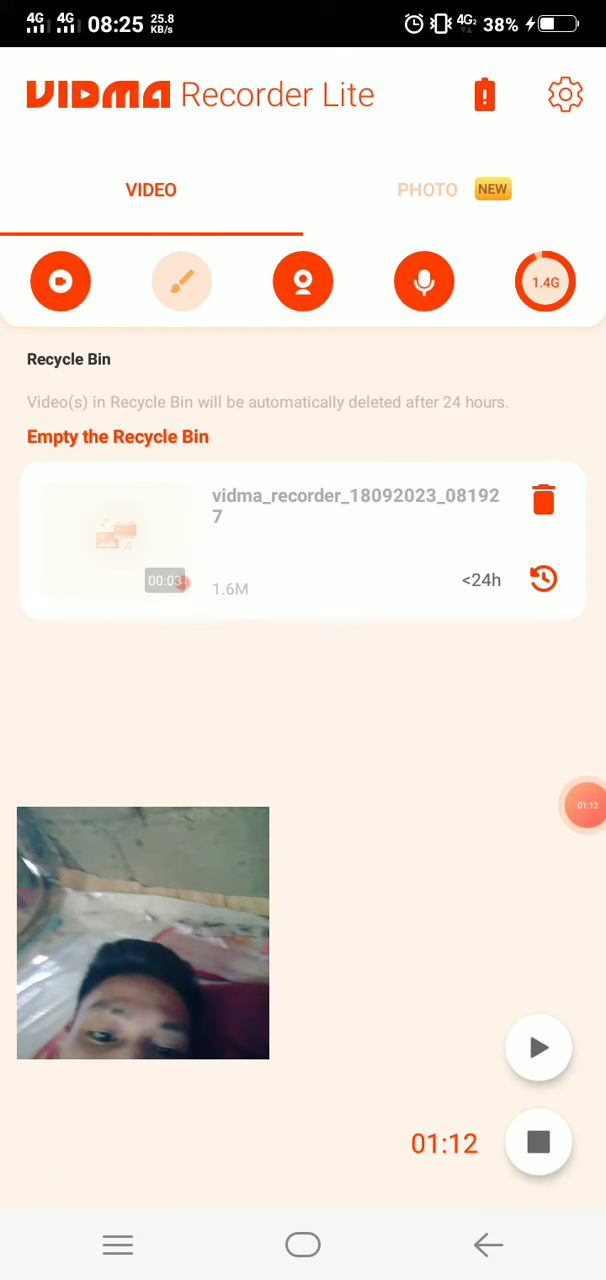 4G 4G 08:25 25.8 KB/s 4G2 38%
VIDMA Recorder Lite
VIDEO PHOTO NEW
1.4G
Recycle Bin
Video(s) in Recycle Bin will be automatically deleted after 24 hours.
Empty the Recycle Bin
vidma_recorder_18092023_08192
7
00:03
1.6M <24h
01:12
01:12